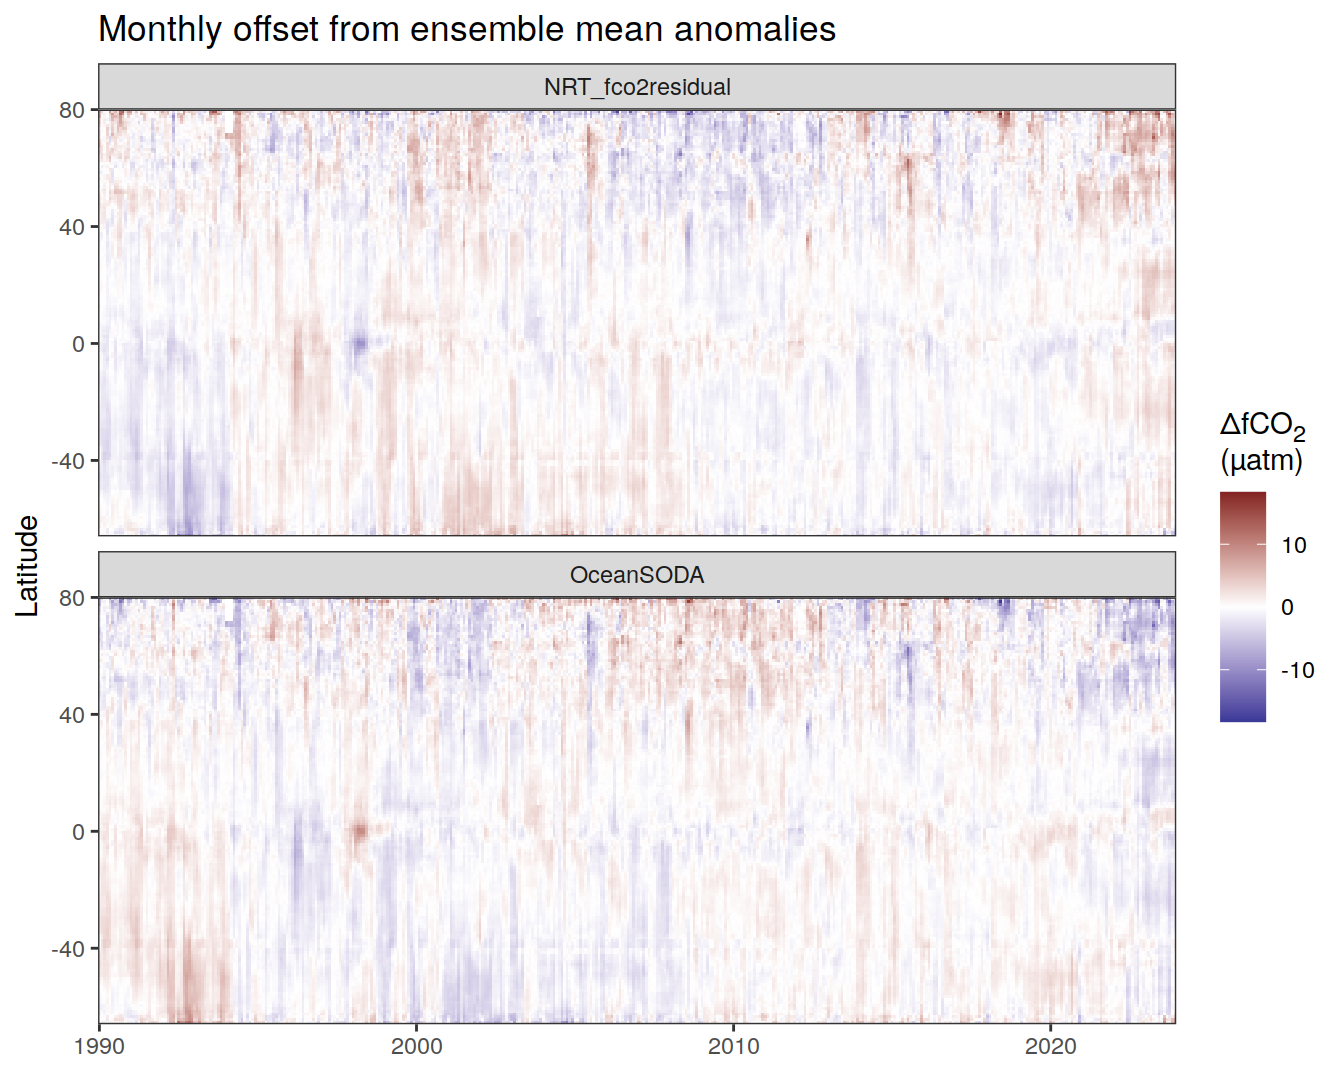 Monthly offset from ensemble mean anomalies
NRT_fco2residual
80
40
0
-40
OceanSODA
80
40
0
-40
Latitude
1990
2000
2010
2020
ΔfCO₂
(μatm)
10
0
-10